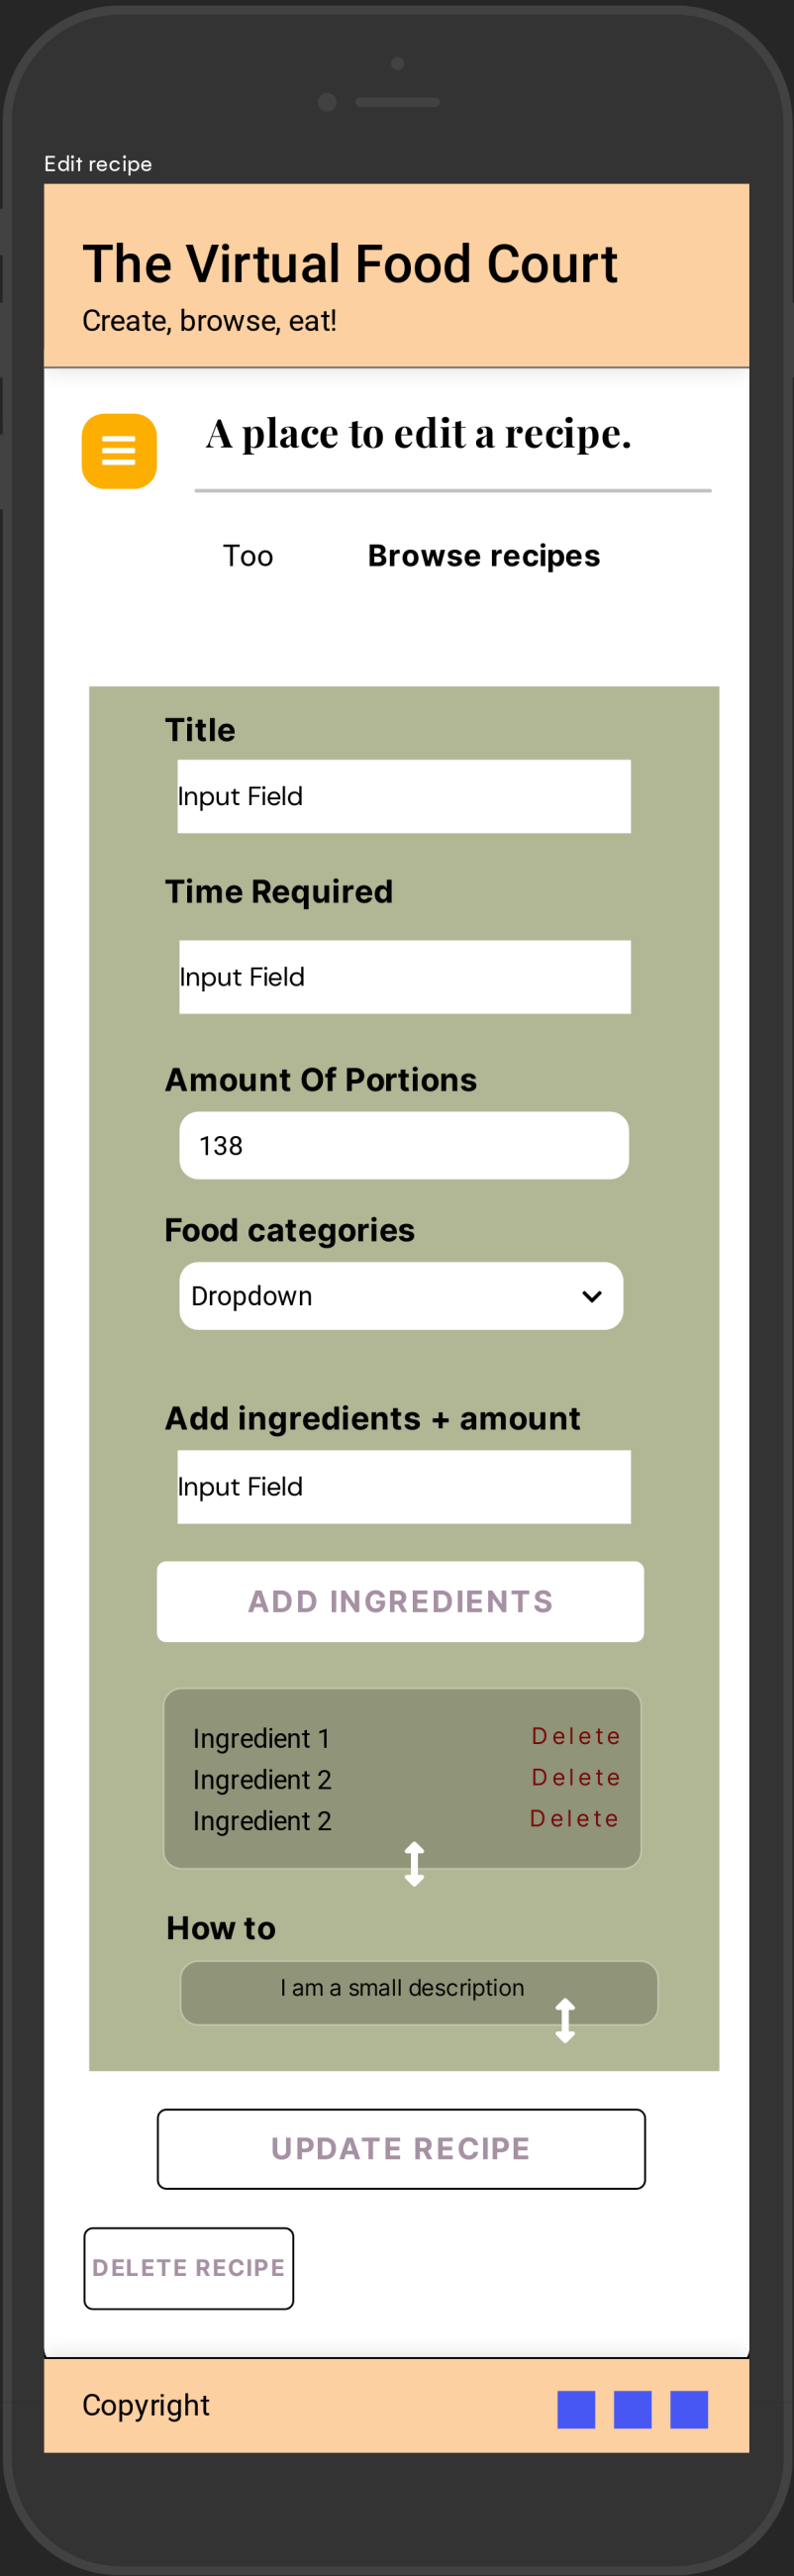 Edit recipe
The Virtual Food Court
Create, browse, eat!
A place to edit a recipe.
Too Browse recipes
Title
Input Field
Time Required
Input Field
Amount Of Portions
138
Food categories
Dropdown
Add ingredients + amount
Input Field
ADD INGREDIENTS
Ingredient 1 Delete
Ingredient 2 Delete
Ingredient 2 Delete
How to
I am a small description
UPDATE RECIPE
DELETE RECIPE
Copyright